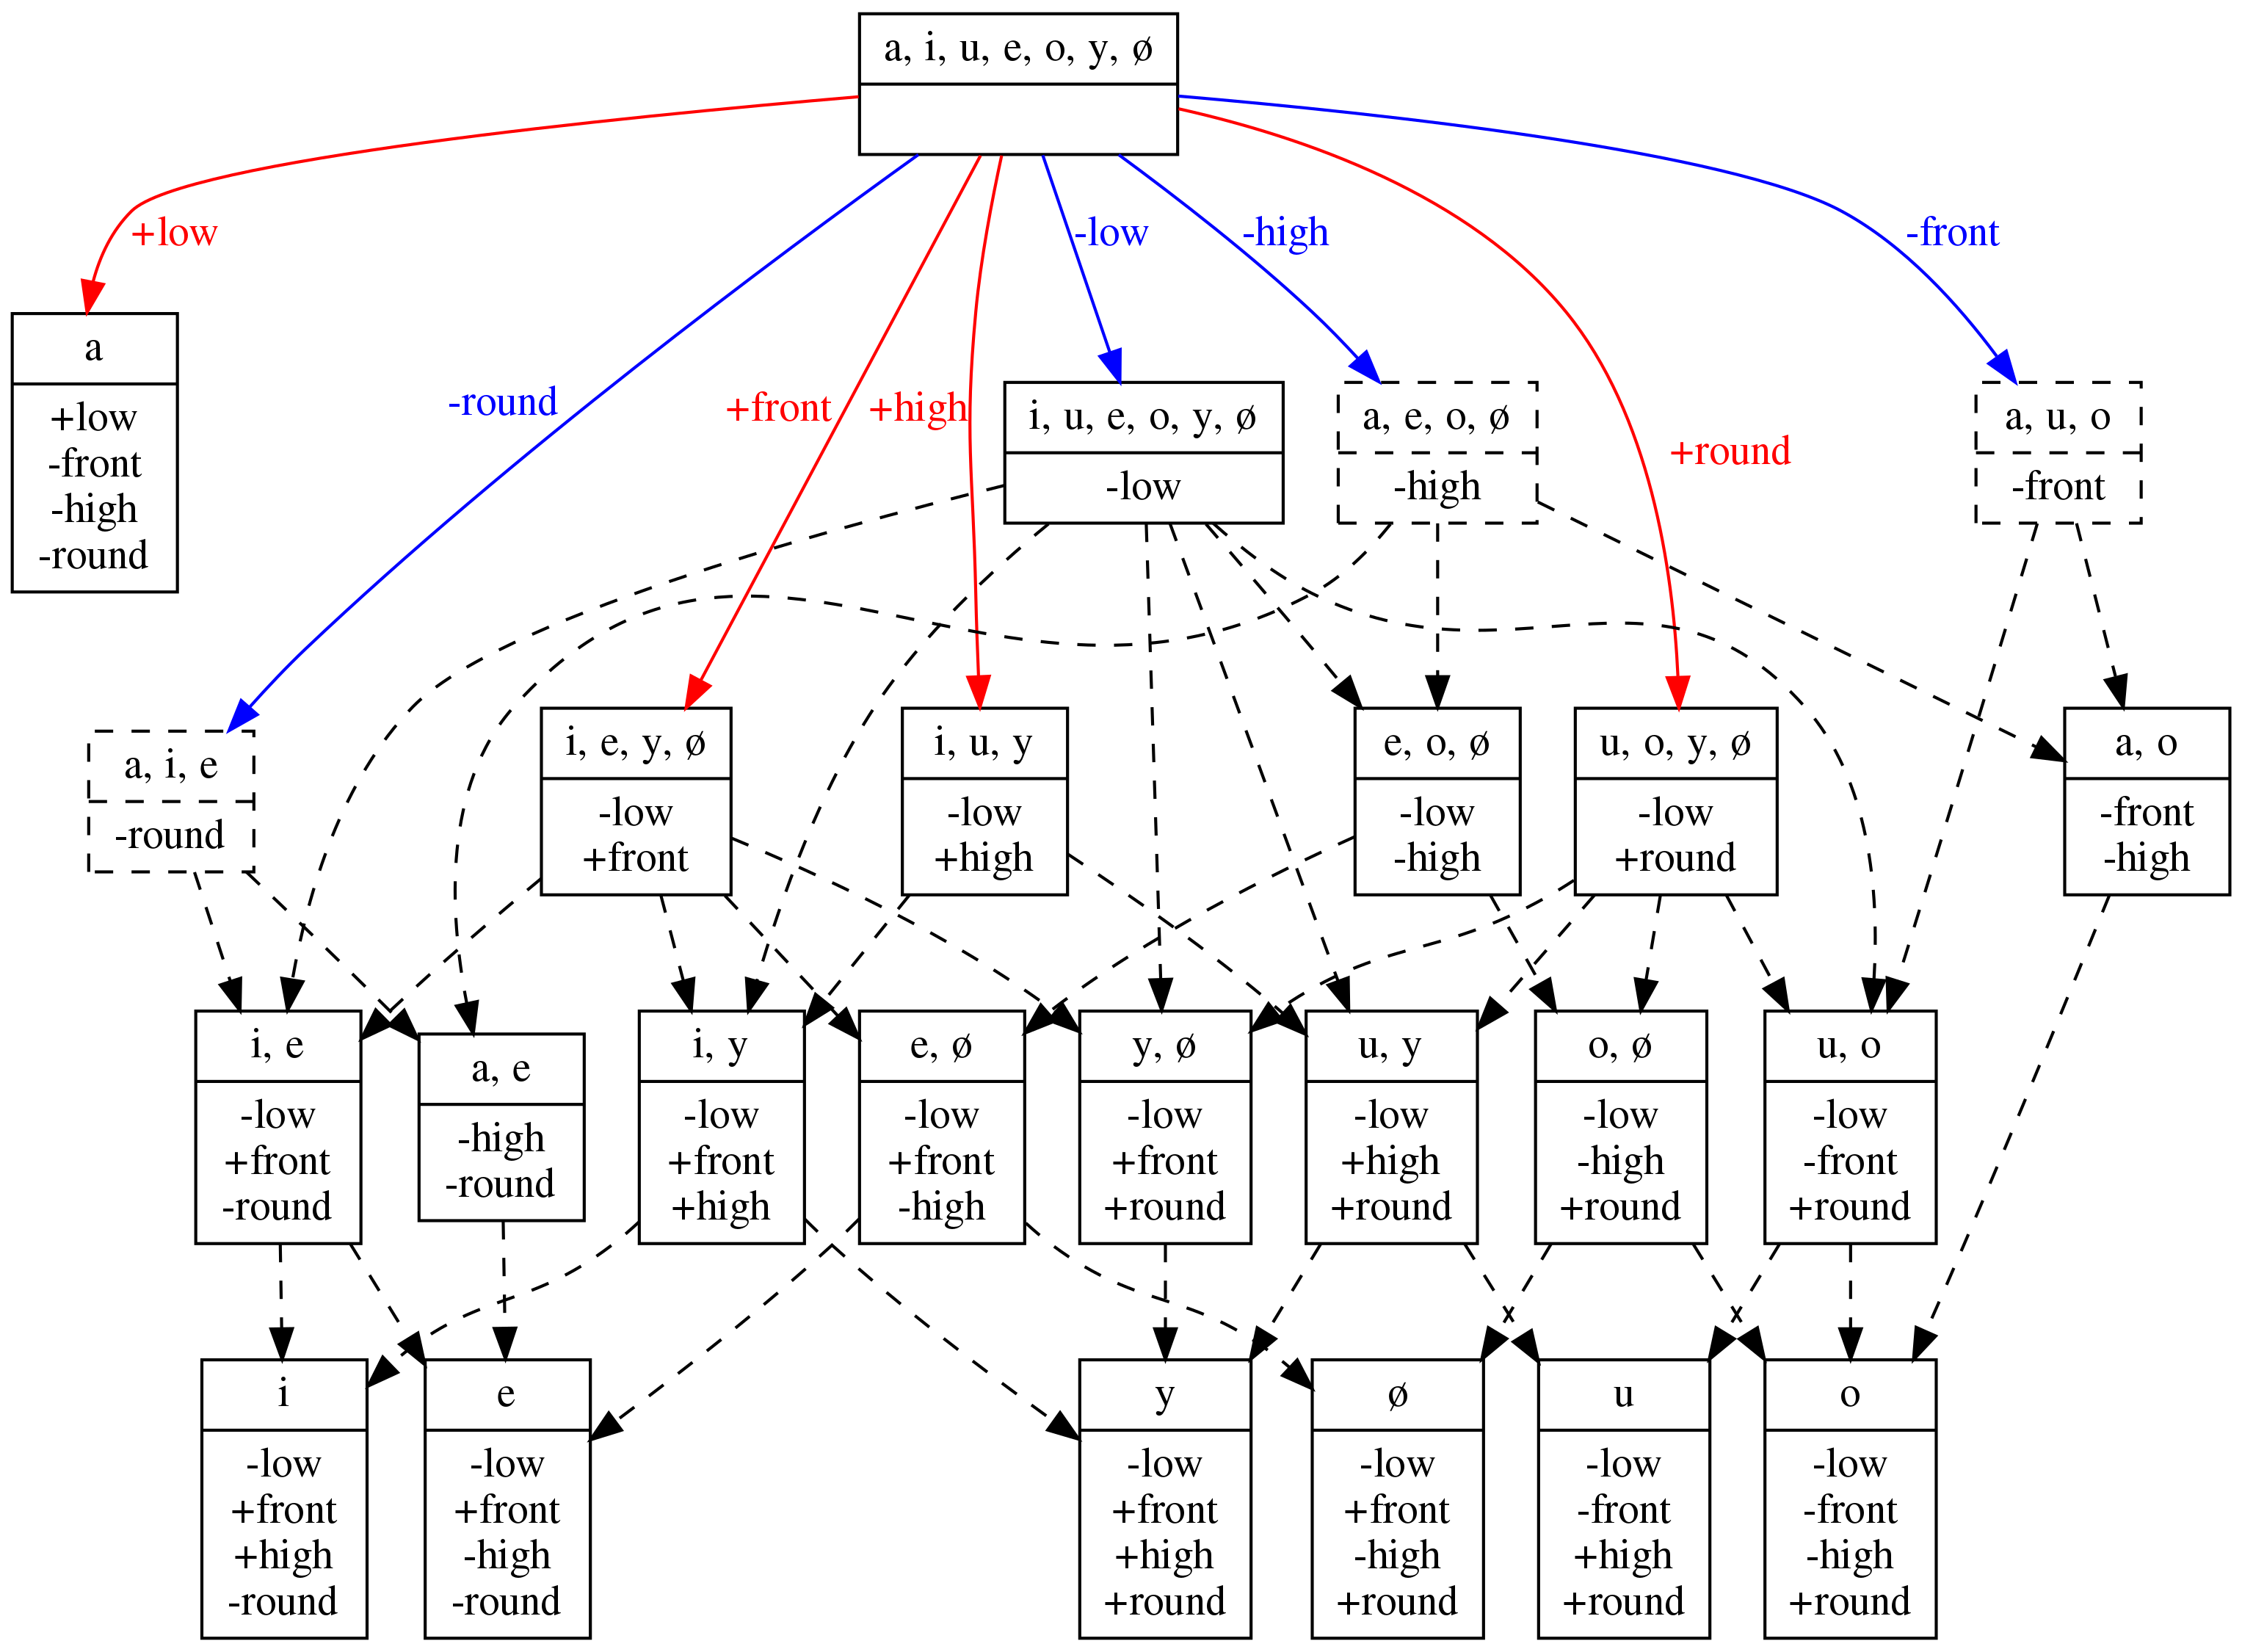 a, i, u, e, o, y, ø
+low
-low
-high
-front
-round
+front
+high
+round
a
+low
-front
-high
-round
i, u, e, o, y, ø
-low
a, e, o, ø
-high
a, u, o
-front
a, i, e
-round
i, e, y, ø
-low
+front
i, u, y
-low
+high
e, o, ø
-low
-high
u, o, y, ø
-low
+round
a, o
-front
-high
i, e
-low
+front
-round
a, e
-high
-round
i, y
-low
+front
+high
e, ø
-low
+front
-high
y, ø
-low
+front
+round
u, y
-low
+high
+round
o, ø
-low
-high
+round
u, o
-low
-front
+round
i
-low
+front
+high
-round
e
-low
+front
-high
-round
y
-low
+front
+high
+round
ø
-low
+front
-high
+round
u
-low
-front
+high
+round
o
-low
-front
-high
+round